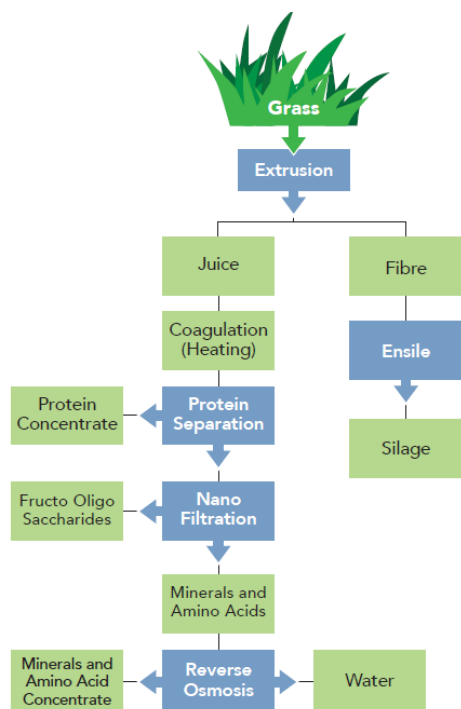 Grass
Extrusion
Juice
Fibre
Coagulation
(Heating)
Ensile
Protein
Concentrate
Protein
Separation
Silage
Fructo Oligo
Saccharides
Nano
Filtration
Minerals and
Amino Acids
Minerals and
Amino Acid
Concentrate
Reverse
Osmosis
Water